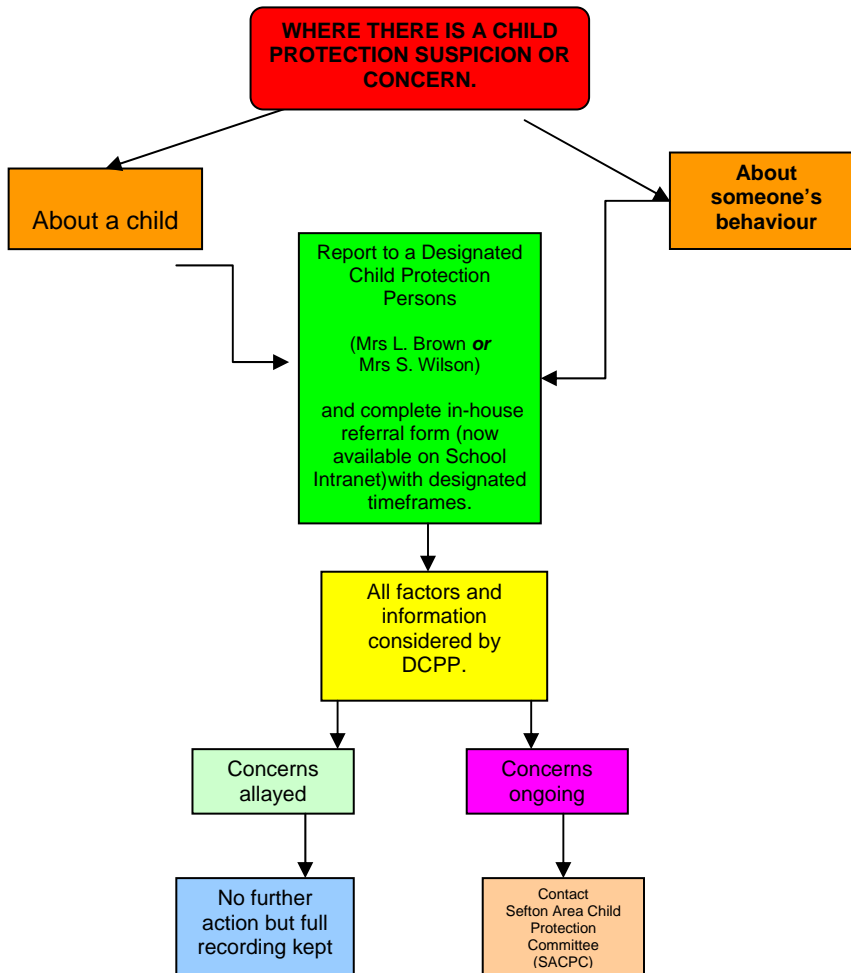 WHERE THERE IS A CHILD
PROTECTION SUSPICION OR
CONCERN.
About a child
About
someone's
behaviour
Report to a Designated
Child Protection
Persons
(Mrs L. Brown or
Mrs S. Wilson)
and complete in-house
referral form (now
available on School
Intranet)with designated
timeframes.
All factors and
information
considered by
DCPP.
Concerns
allayed
Concerns
ongoing
No further
action but full
recording kept
Contact
Sefton Area Child
Protection
Committee
(SACPC)